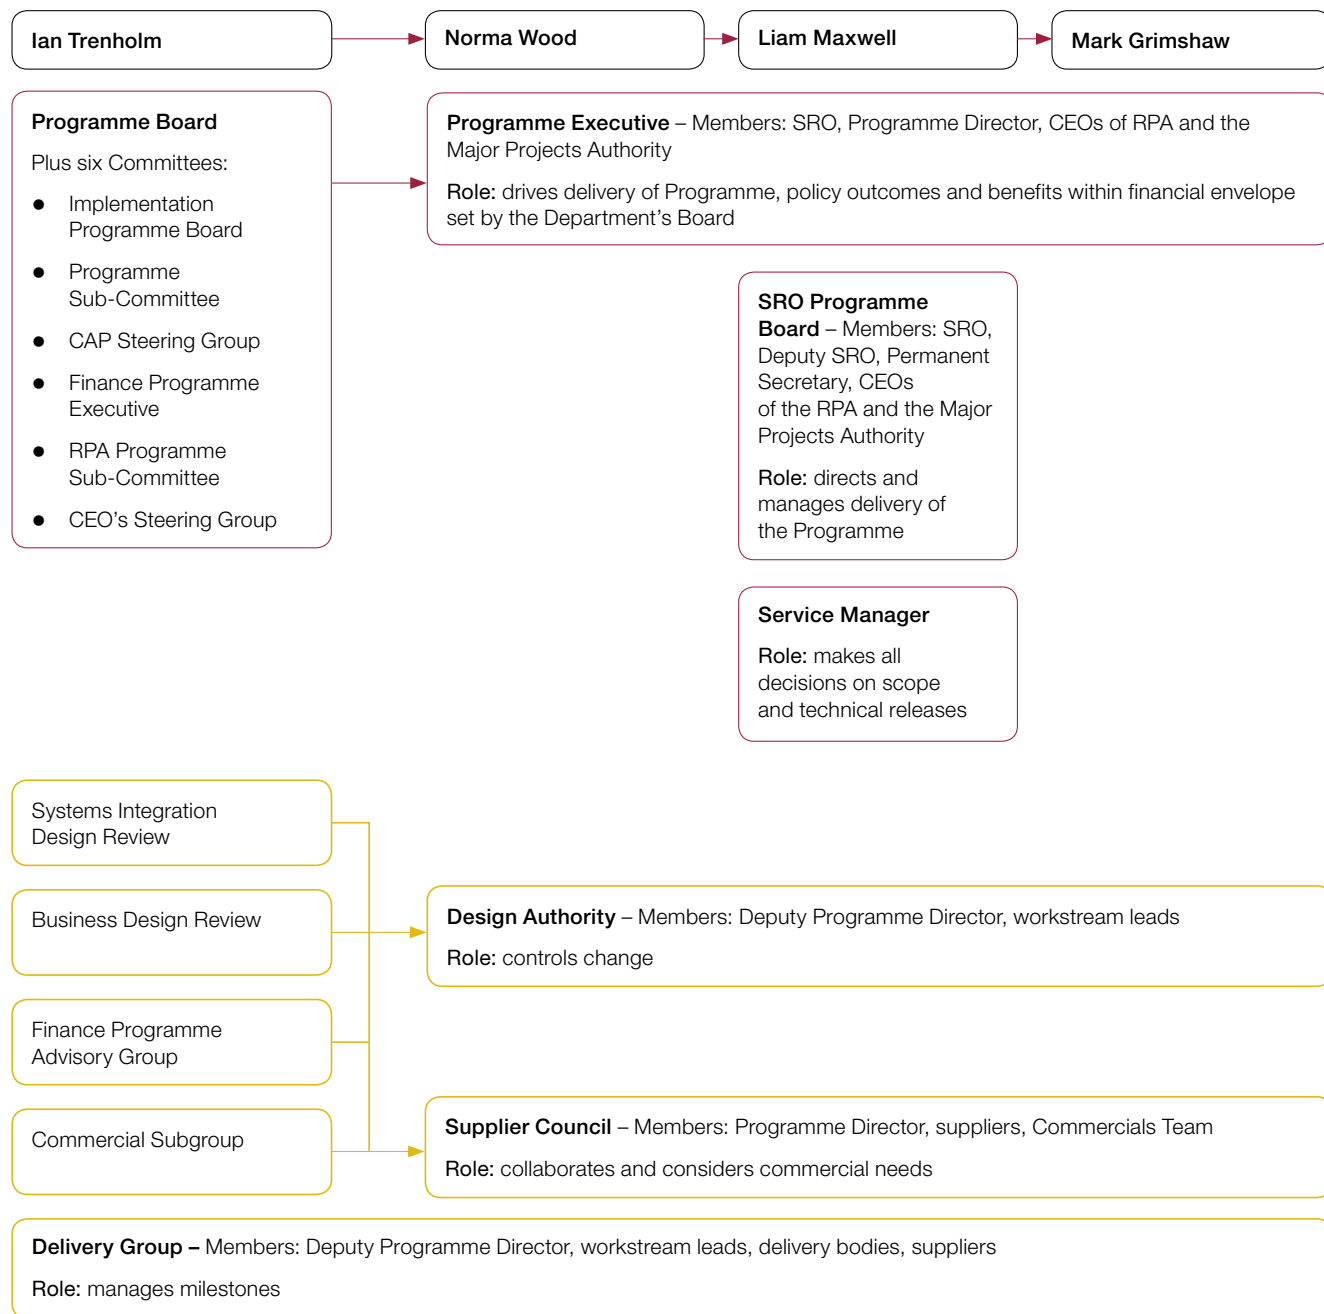 Ian Trenholm
Norma Wood
Liam Maxwell
Mark Grimshaw
Programme Board
Plus six Committees:
● Implementation
Programme Board
● Programme
Sub-Committee
● CAP Steering Group
● Finance Programme
Executive
● RPA Programme
Sub-Committee
● CEO's Steering Group
Programme Executive – Members: SRO, Programme Director, CEOs of RPA and the
Major Projects Authority
Role: drives delivery of Programme, policy outcomes and benefits within financial envelope
set by the Department's Board
SRO Programme
Board – Members: SRO,
Deputy SRO, Permanent
Secretary, CEOs
of the RPA and the Major
Projects Authority
Role: directs and
manages delivery of
the Programme
Service Manager
Role: makes all
decisions on scope
and technical releases
Systems Integration
Design Review
Business Design Review
Finance Programme
Advisory Group
Commercial Subgroup
Design Authority – Members: Deputy Programme Director, workstream leads
Role: controls change
Supplier Council – Members: Programme Director, suppliers, Commercials Team
Role: collaborates and considers commercial needs
Delivery Group – Members: Deputy Programme Director, workstream leads, delivery bodies, suppliers
Role: manages milestones